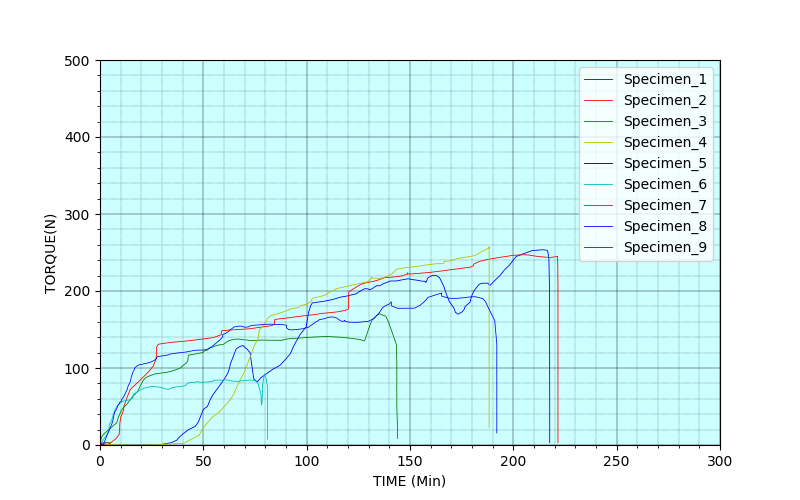 500
400
300
200
100
0
TORQUE(N)
0 50 100 150 200 250 300
TIME (Min)
Specimen_1
Specimen_2
Specimen_3
Specimen_4
Specimen_5
Specimen_6
Specimen_7
Specimen_8
Specimen_9